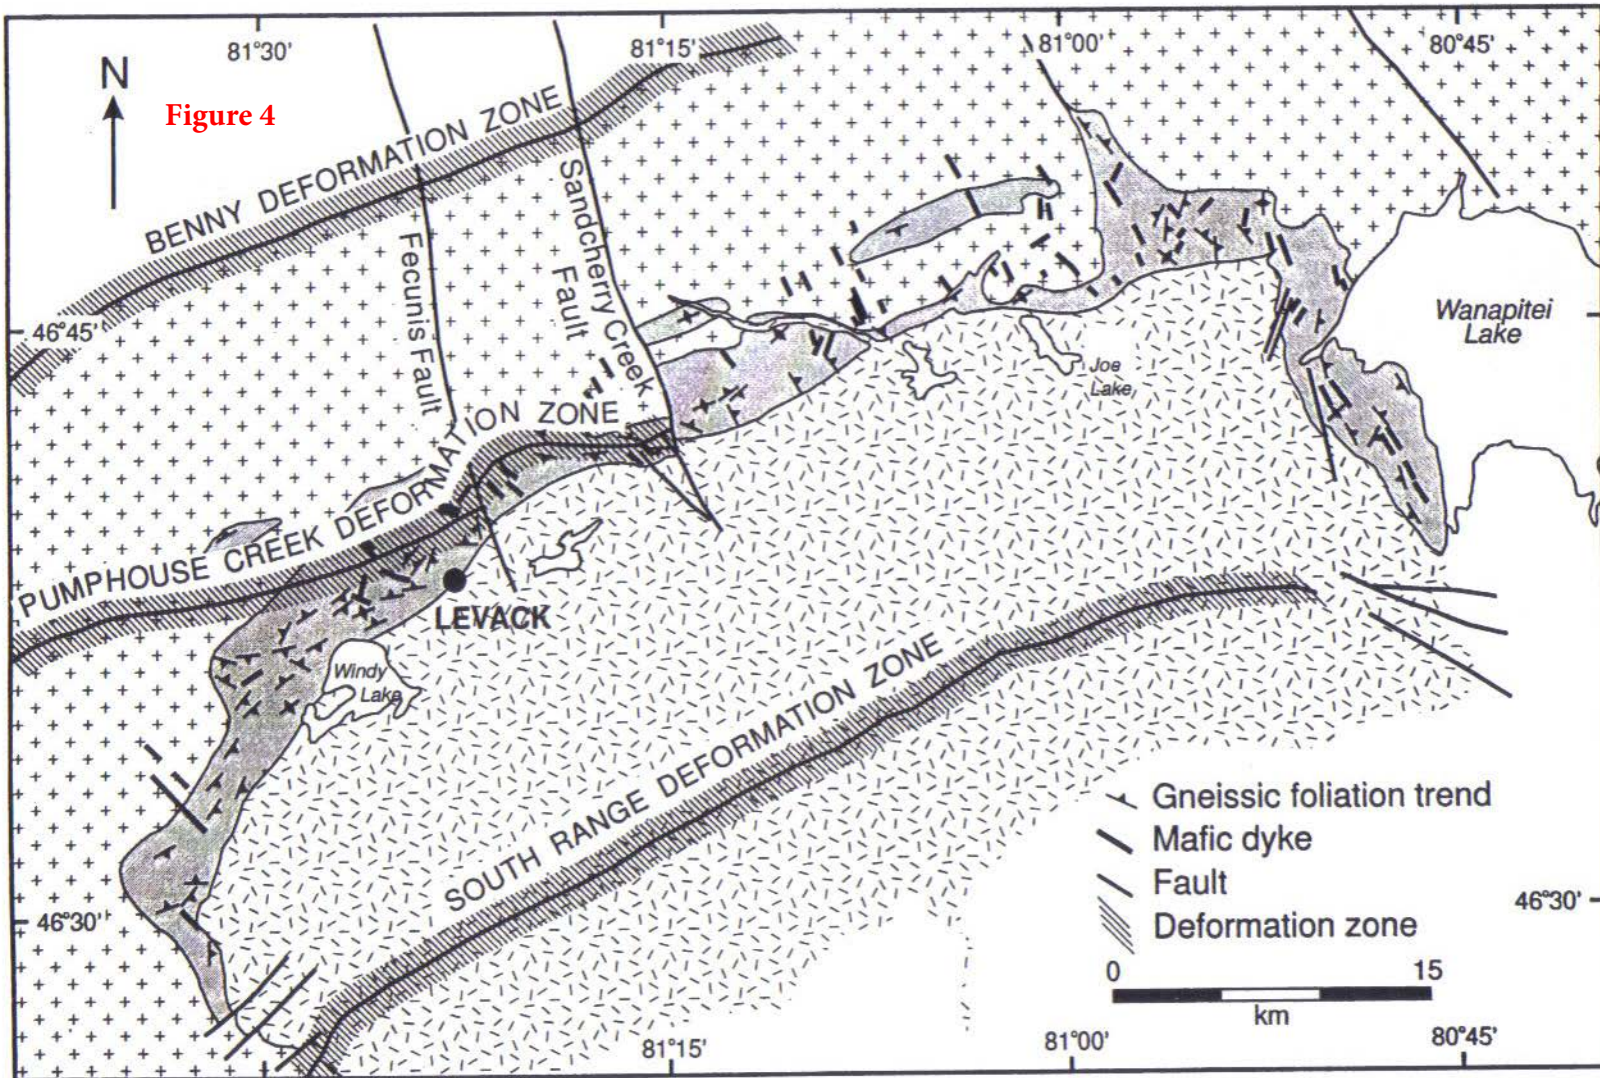 81°30'
81°15'
81°00'
80°45'
N
Figure 4
BENNY DEFORMATION ZONE
Fecunis Fault
Sandcherry Creek
Fault
46°45'
Wanapitei
Lake
Joe
Lake
PUMPHOUSE CREEK DEFORMATION ZONE
LEVACK
Windy
Lake
SOUTH RANGE DEFORMATION ZONE
Gneissic foliation trend
Mafic dyke
Fault
Deformation zone
46°30'
46°30'
0 15
km
81°15'
81°00'
80°45'